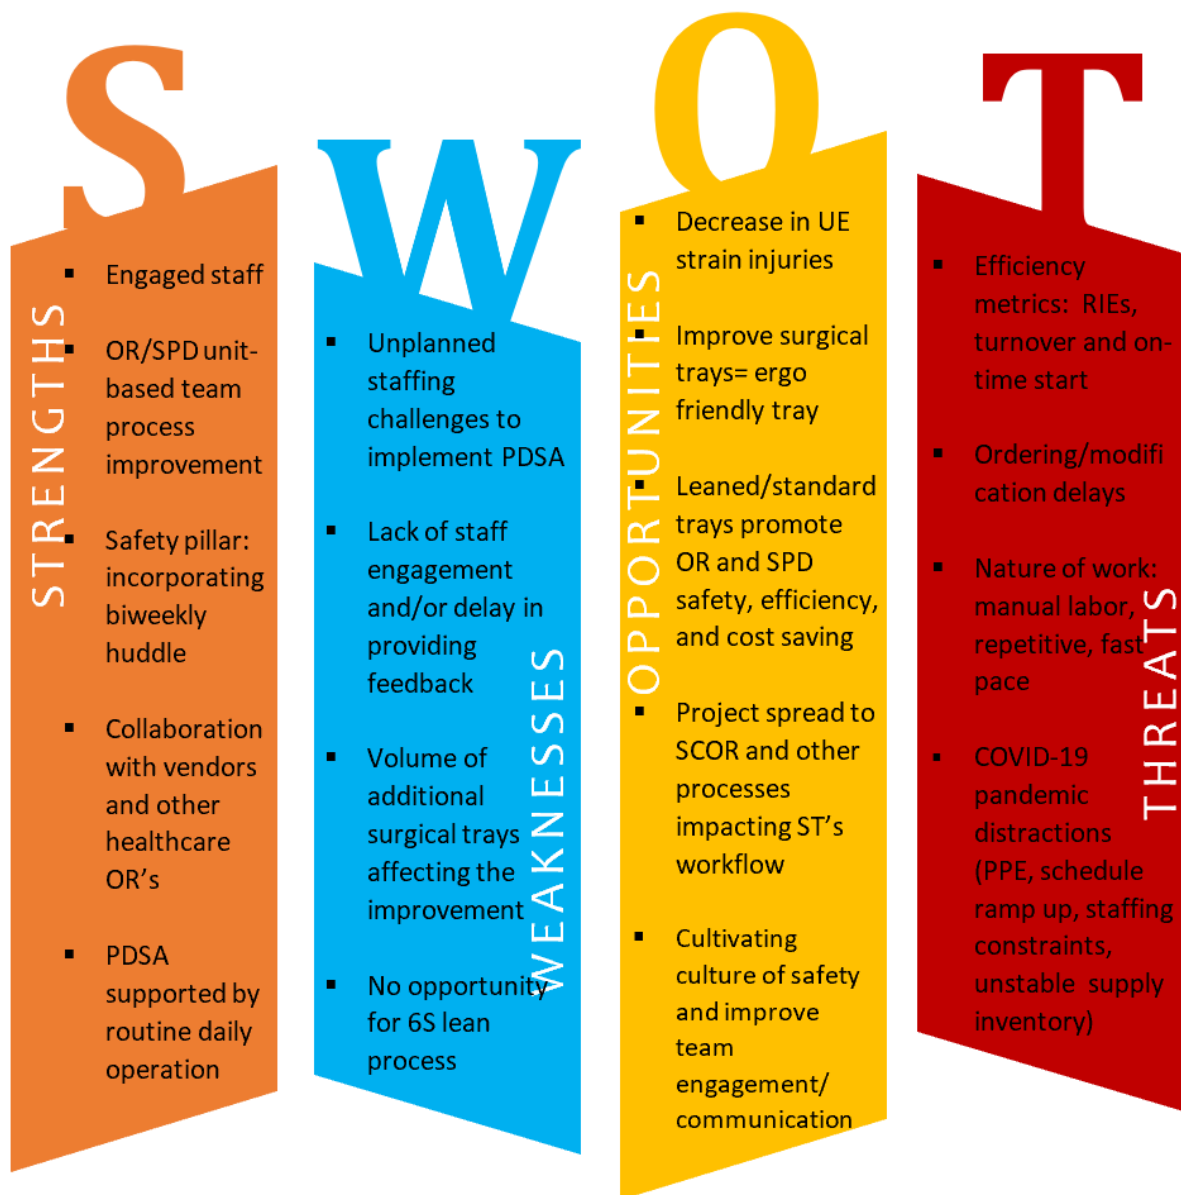 S
STRENGTHS
▪ Engaged staff
▪ OR/SPD unit-
based team
process
improvement
▪ Safety pillar:
incorporating
biweekly
huddle
▪ Collaboration
with vendors
and other
healthcare
OR’s
▪ PDSA
supported by
routine daily
operation
W
WEAKNESSES
▪ Unplanned
staffing
challenges to
implement PDSA
▪ Lack of staff
engagement
and/or delay in
providing
feedback
▪ Volume of
additional
surgical trays
affecting the
improvement
▪ No opportunity
for 6S lean
process
O
OPPORTUNITIES
▪ Decrease in UE
strain injuries
▪ Improve surgical
trays= ergo
friendly tray
▪ Leaned/standard
trays promote
OR and SPD
safety, efficiency,
and cost saving
▪ Project spread to
SCOR and other
processes
impacting ST’s
workflow
▪ Cultivating
culture of safety
and improve
team
engagement/
communication
T
THREATS
▪ Efficiency
metrics: RIEs,
turnover and on-
time start
▪ Ordering/modifi
cation delays
▪ Nature of work:
manual labor,
repetitive, fast
pace
▪ COVID-19
pandemic
distractions
(PPE, schedule
ramp up, staffing
constraints,
unstable supply
inventory)